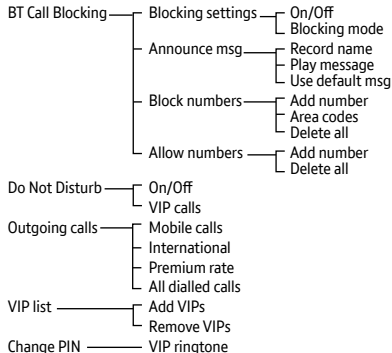 BT Call Blocking Blocking settings On/Off
Blocking mode
Announce msg Record name
Play message
Use default msg
Block numbers Add number
Area codes
Delete all
Allow numbers Add number
Delete all
Do Not Disturb On/Off
VIP calls
Outgoing calls Mobile calls
International
Premium rate
All dialled calls
VIP list Add VIPs
Remove VIPs
Change PIN VIP ringtone